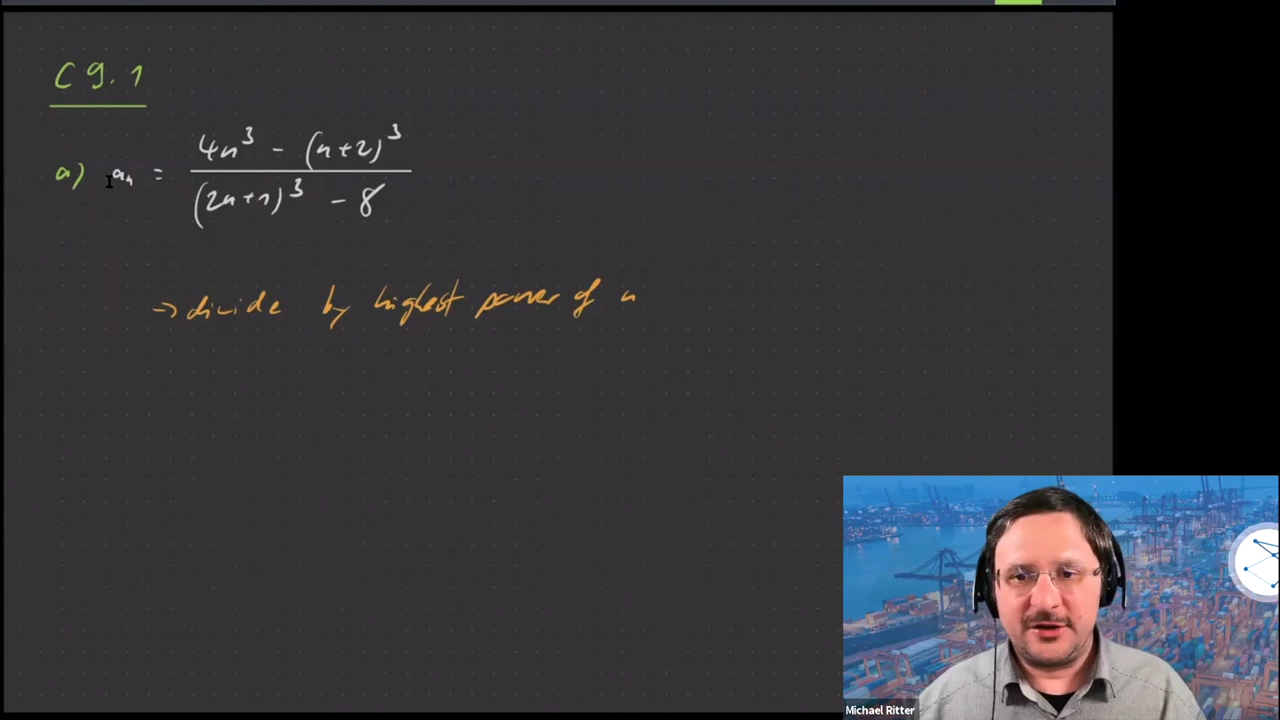 C 9.1
a) aₙ = (4n³ - (n+2)³) / ((2n+1)³ - 8)
→ divide by highest power of n
Michael Ritter